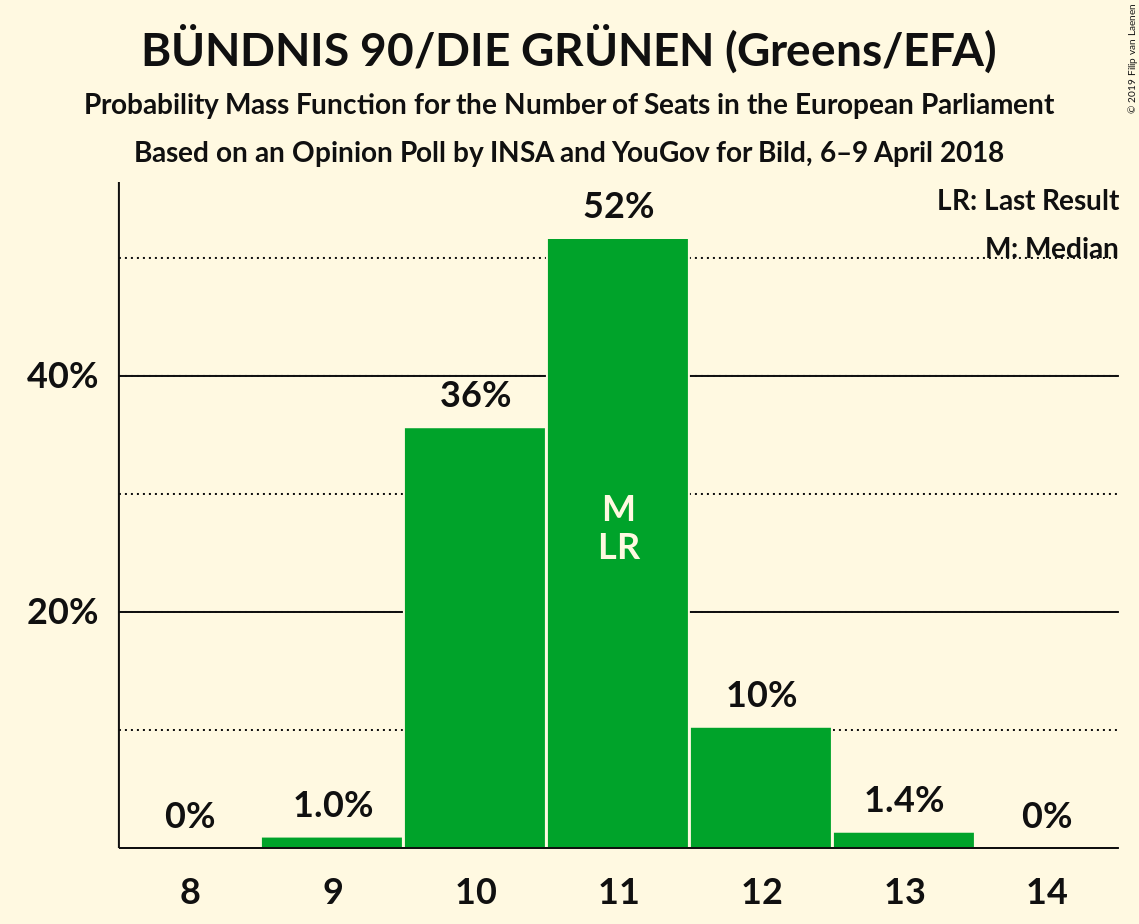 BÜNDNIS 90/DIE GRÜNEN (Greens/EFA)
Probability Mass Function for the Number of Seats in the European Parliament
Based on an Opinion Poll by INSA and YouGov for Bild, 6–9 April 2018
© 2019 Filip van Laenen
LR: Last Result
M: Median
52%
40%
36%
M
LR
20%
10%
0%
1.0%
1.4%
0%
8 9 10 11 12 13 14